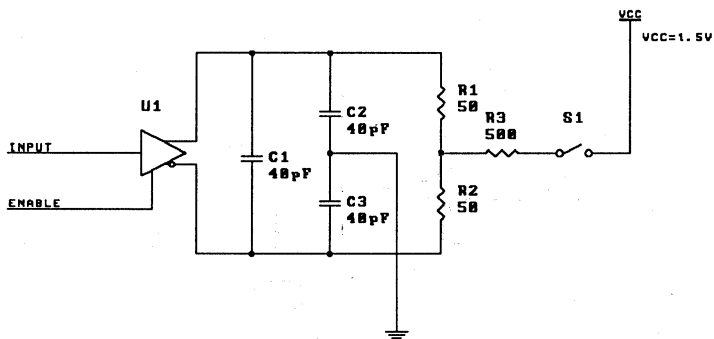 VCC
VCC=1.5V
U1
R1
50
C2
40pF
R3
500
S1
INPUT
C1
40pF
R2
50
ENABLE
C3
40pF